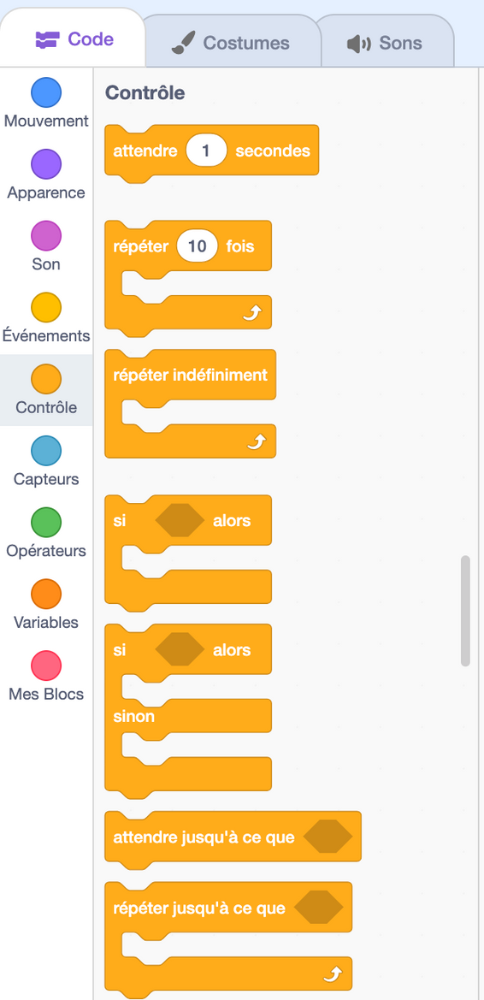 Code
Costumes
Sons
Mouvement
Apparence
Son
Événements
Contrôle
Capteurs
Opérateurs
Variables
Mes Blocs
Contrôle
attendre 1 secondes
répéter 10 fois
répéter indéfiniment
si alors
si alors
sinon
attendre jusqu'à ce que
répéter jusqu'à ce que